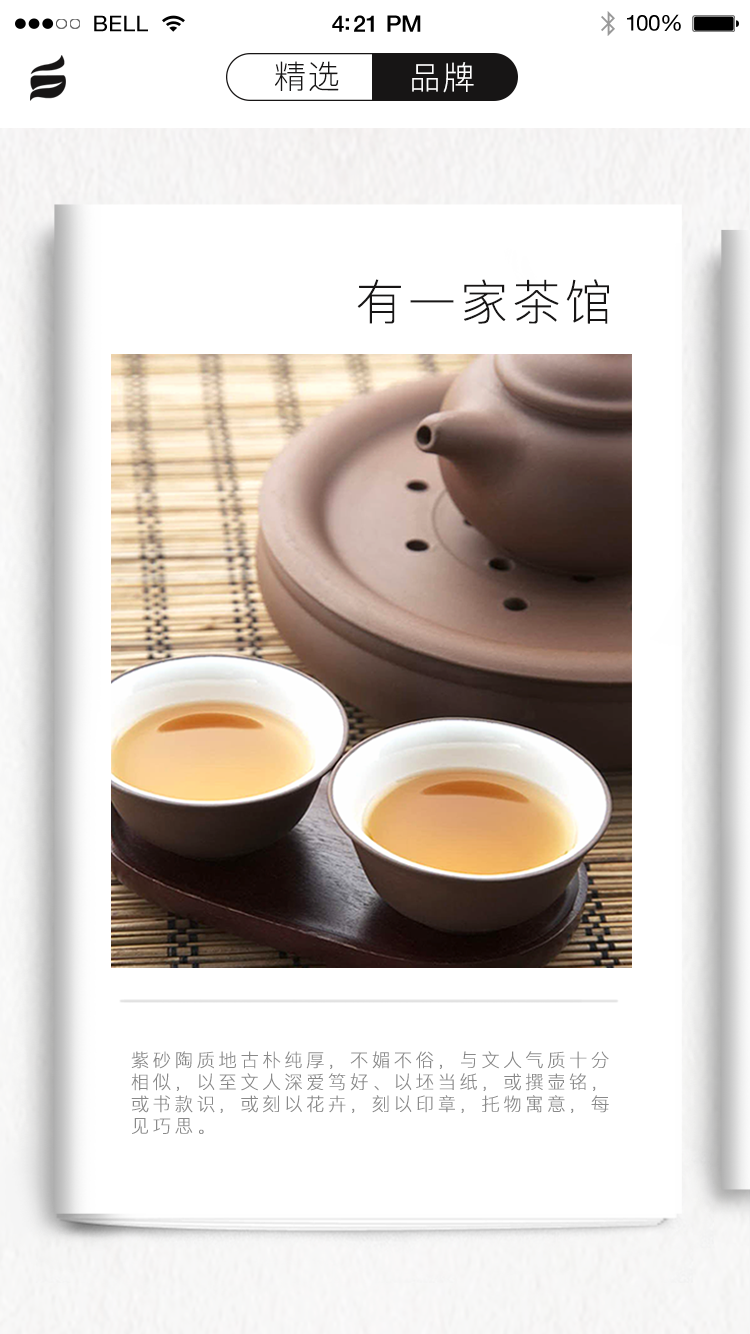 BELL 4:21 PM 100%
精选 品牌
有一家茶馆
紫砂陶质地古朴纯厚，不媚不俗，与文人气质十分
相似，以至文人深爱笃好、以坯当纸，或撰壶铭，
或书款识，或刻以花卉，刻以印章，托物寓意，每
见巧思。